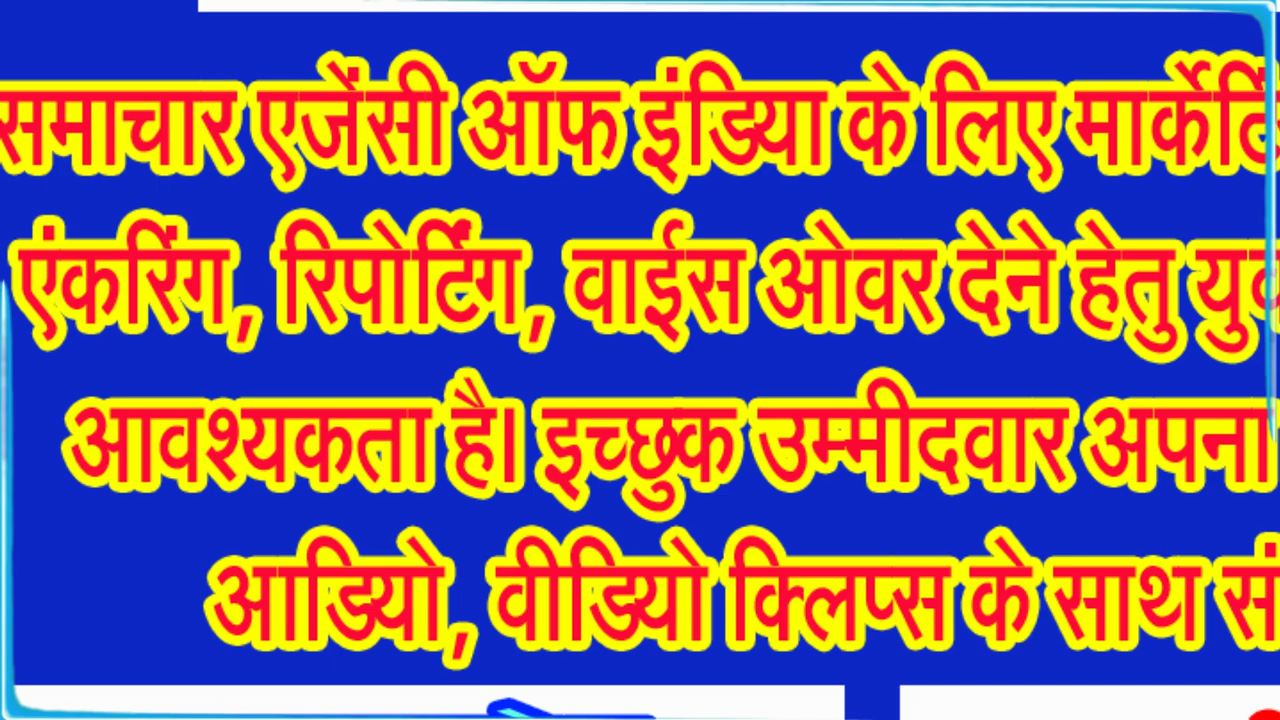 समाचार एजेंसी ऑफ इंडिया के लिए
एंकरिंग, रिपोर्टिंग, वाईस ओवर देने हेतु
आवश्यकता है। इच्छुक उम्मीदवार अपना
आडियो, वीडियो क्लिप्स के साथ